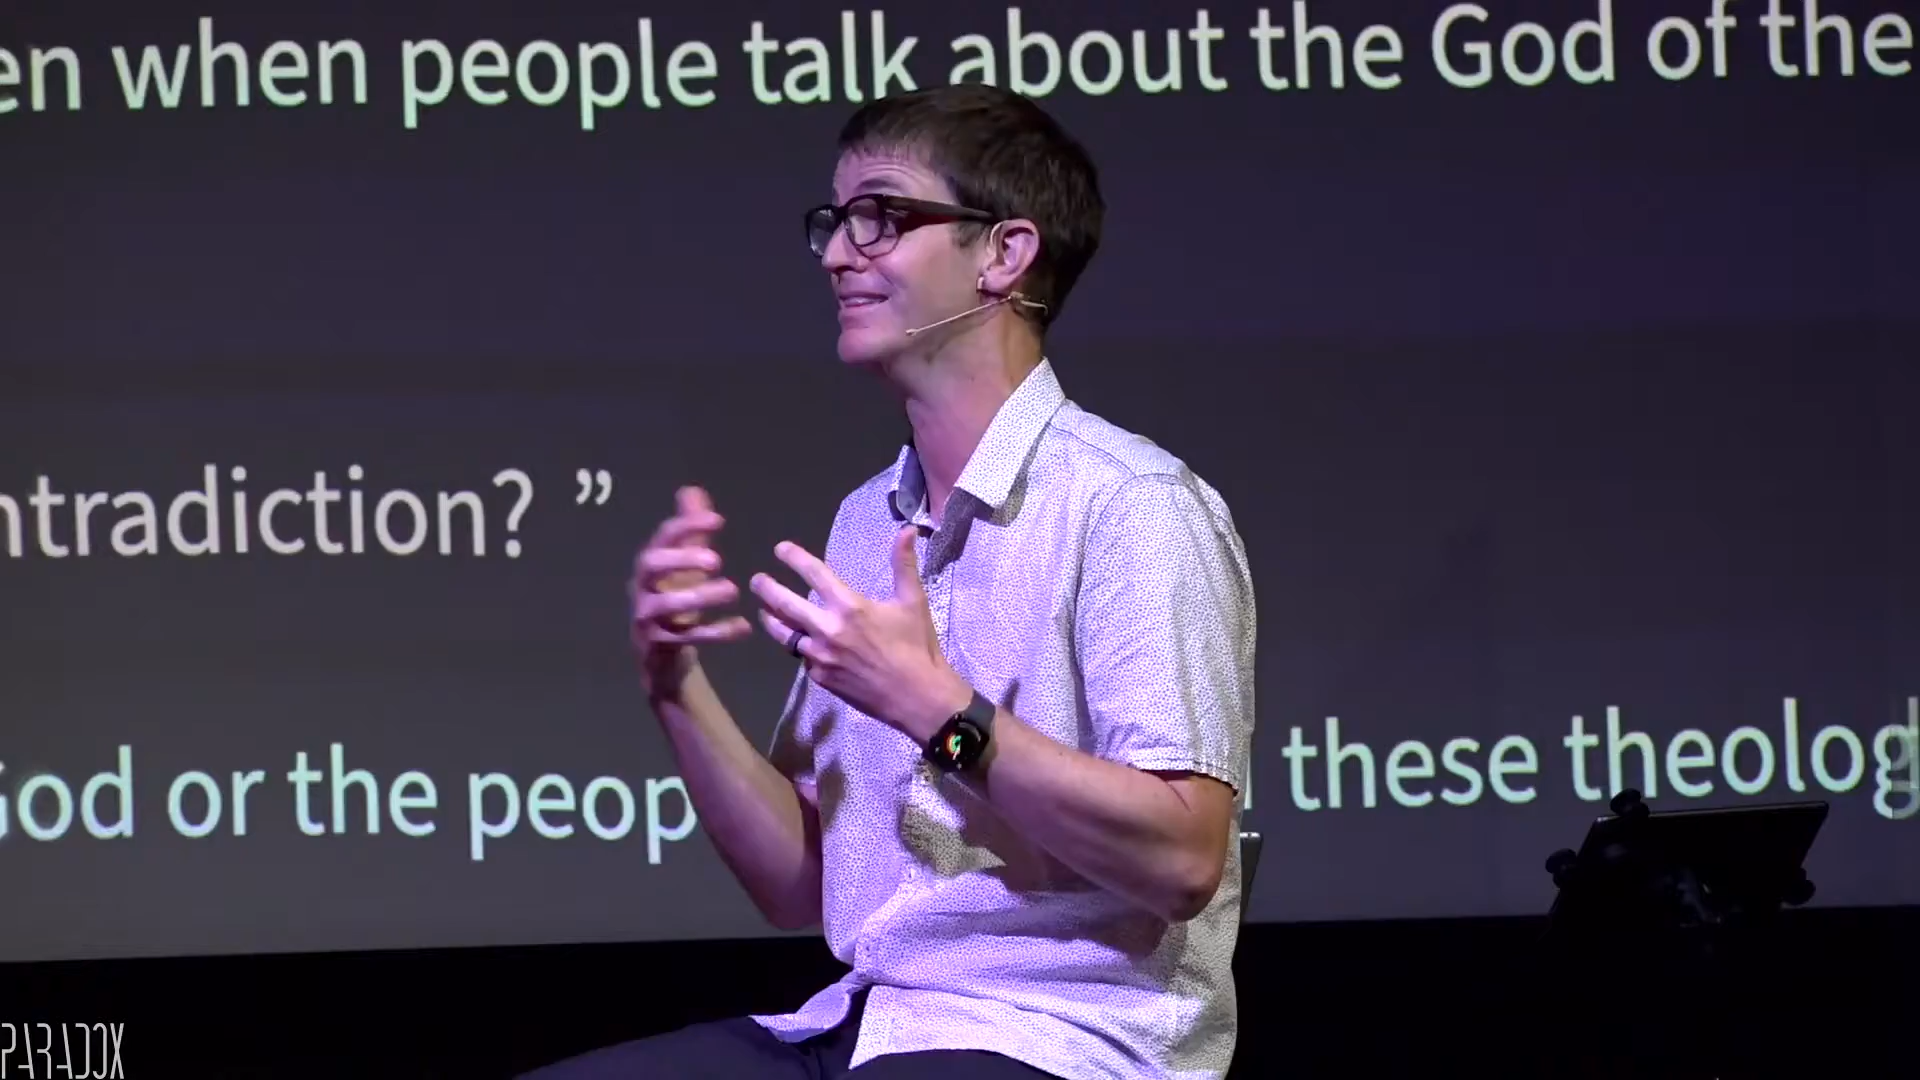 en when people talk about the God of the
ntradiction? ”
God or the peop these theolog
PARADOX